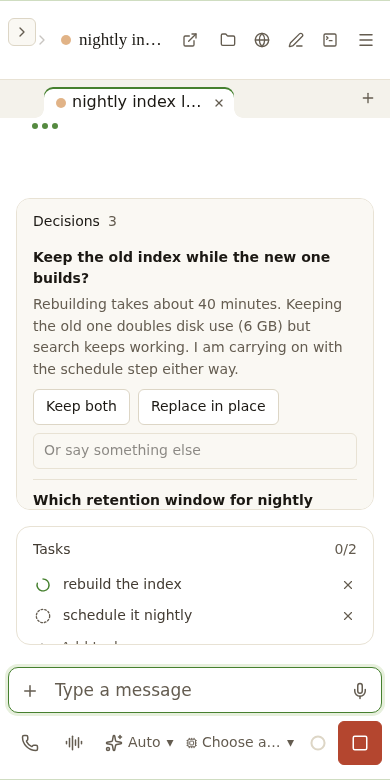 nightly in...
nightly index l...
Decisions 3
Keep the old index while the new one
builds?
Rebuilding takes about 40 minutes. Keeping
the old one doubles disk use (6 GB) but
search keeps working. I am carrying on with
the schedule step either way.
Keep both
Replace in place
Or say something else
Which retention window for nightly
Tasks 0/2
rebuild the index
schedule it nightly
Type a message
Auto
Choose a...